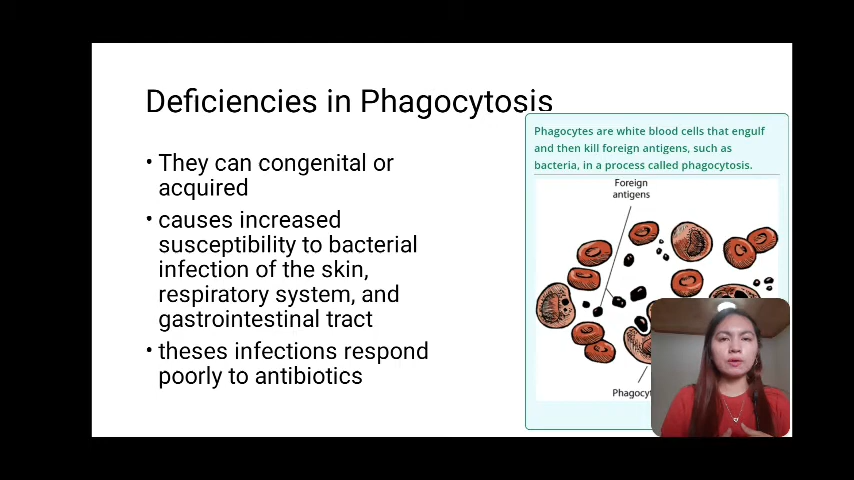 Deficiencies in Phagocytosis
• They can congenital or
acquired
• causes increased
susceptibility to bacterial
infection of the skin,
respiratory system, and
gastrointestinal tract
• theses infections respond
poorly to antibiotics
Phagocytes are white blood cells that engulf
and then kill foreign antigens, such as
bacteria, in a process called phagocytosis.
Foreign
antigens